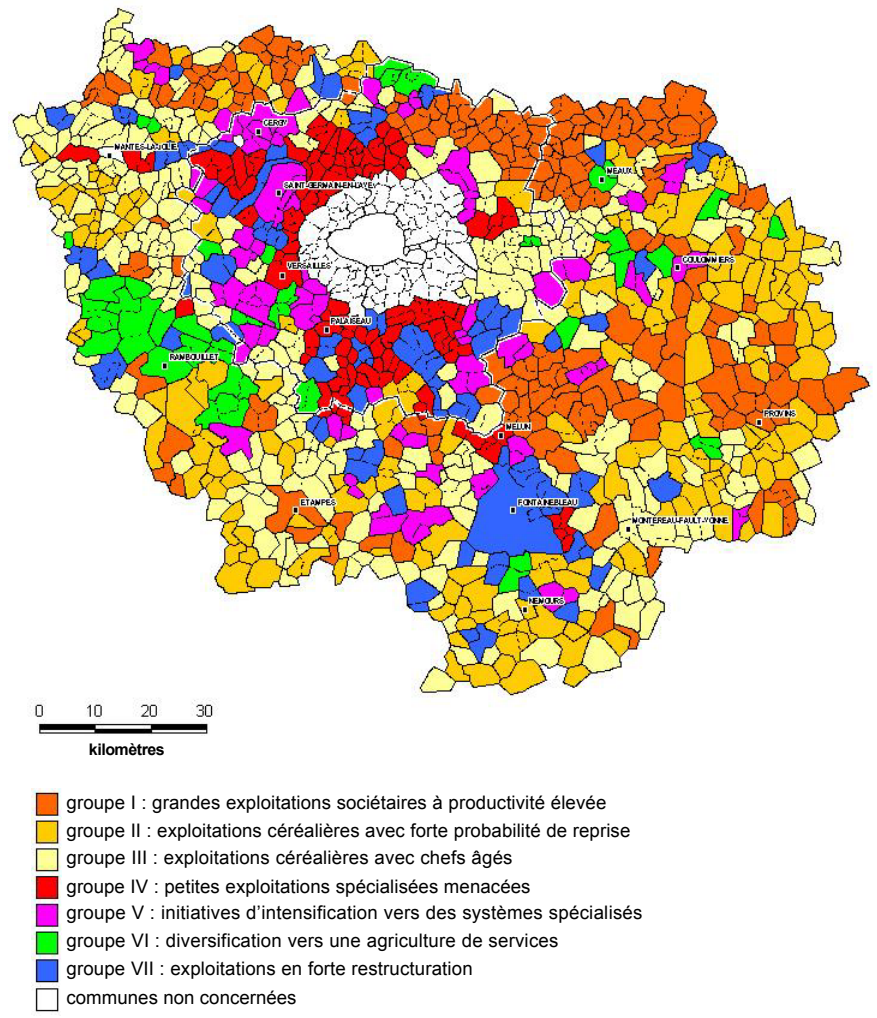 CERGY
MANTES-LA-JOLIE
MEAUX
SAINT-GERMAIN-EN-LAYE
COULOMMIERS
VERSAILLES
PALAISEAU
RAMBOUILLET
PROVINS
MELUN
ETAMPES
FONTAINEBLEAU
MONTEREAU-FAULT-YONNE
NEMOURS
0 10 20 30
kilomètres
groupe I : grandes exploitations sociétaires à productivité élevée
groupe II : exploitations céréalières avec forte probabilité de reprise
groupe III : exploitations céréalières avec chefs âgés
groupe IV : petites exploitations spécialisées menacées
groupe V : initiatives d'intensification vers des systèmes spécialisés
groupe VI : diversification vers une agriculture de services
groupe VII : exploitations en forte restructuration
communes non concernées